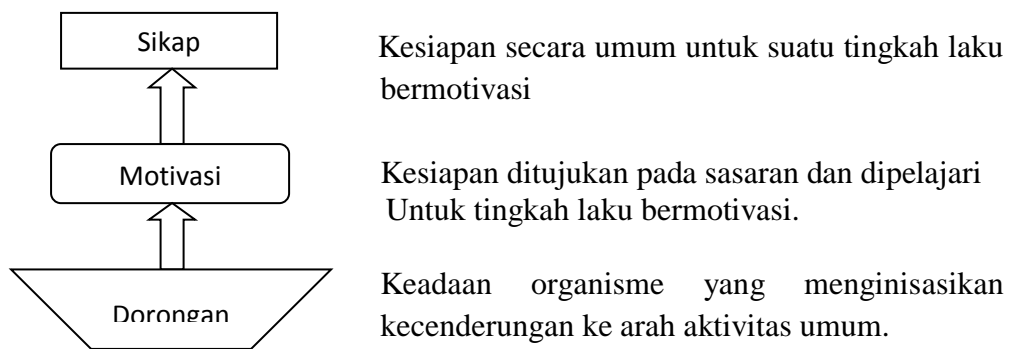 Sikap
Kesiapan secara umum untuk suatu tingkah laku
bermotivasi
Motivasi
Kesiapan ditujukan pada sasaran dan dipelajari
Untuk tingkah laku bermotivasi.
Dorongan
Keadaan organisme yang menginisasikan
kecenderungan ke arah aktivitas umum.